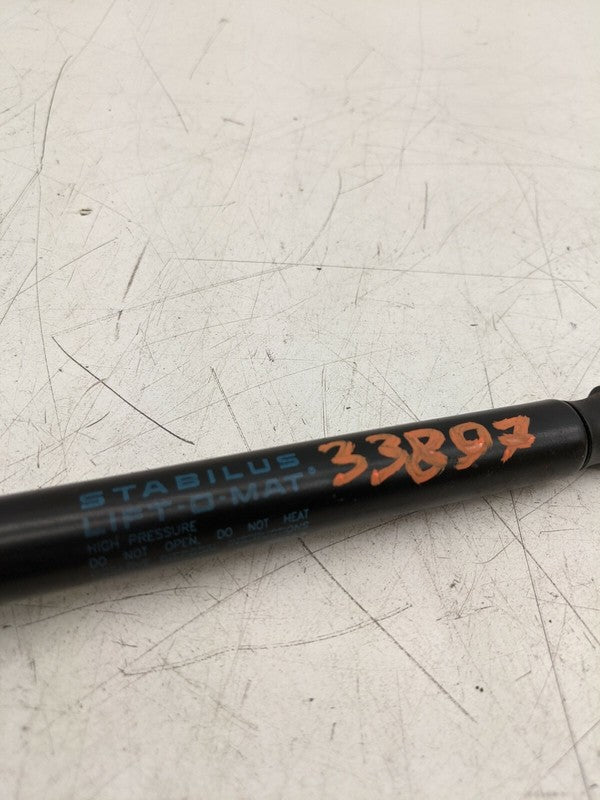 STABILUS
LIFT-O-MAT®
33897
HIGH PRESSURE
DO NOT OPEN. DO NOT HEAT